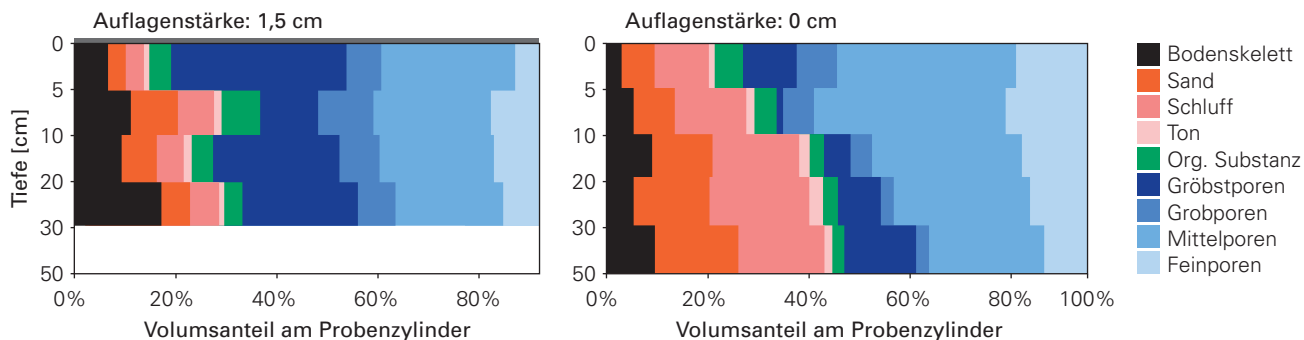 Auflagenstärke: 1,5 cm
Auflagenstärke: 0 cm
Tiefe [cm]
0
5
10
20
30
50
0%
20%
40%
60%
80%
Volumsanteil am Probenzylinder
0
5
10
20
30
50
0%
20%
40%
60%
80%
100%
Volumsanteil am Probenzylinder
Bodenskelett
Sand
Schluff
Ton
Org. Substanz
Gröbstporen
Grobporen
Mittelporen
Feinporen